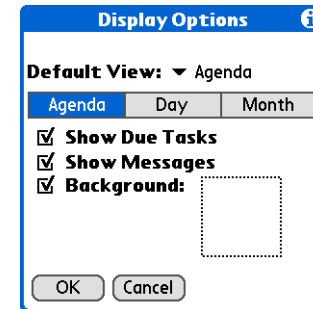 Display Options
Default View: Agenda
Agenda Day Month
Show Due Tasks
Show Messages
Background:
OK Cancel